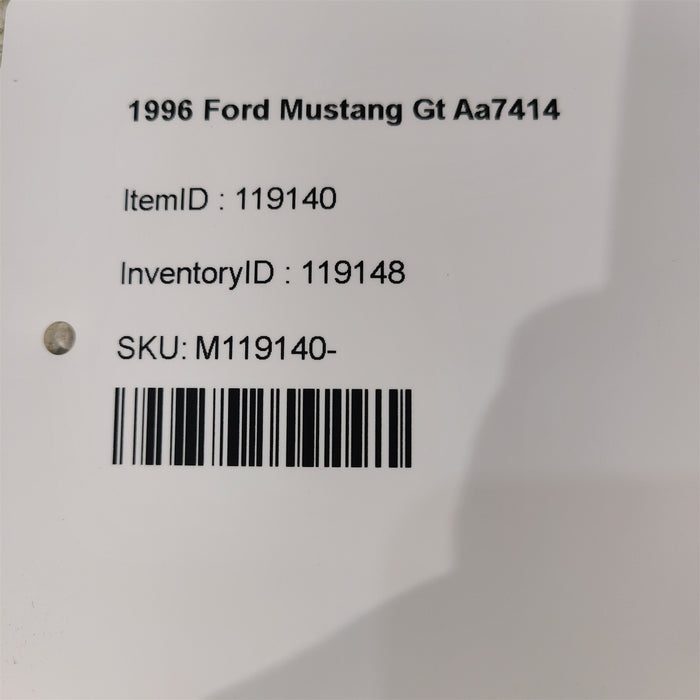 1996 Ford Mustang Gt Aa7414
ItemID : 119140
InventoryID : 119148
SKU: M119140-